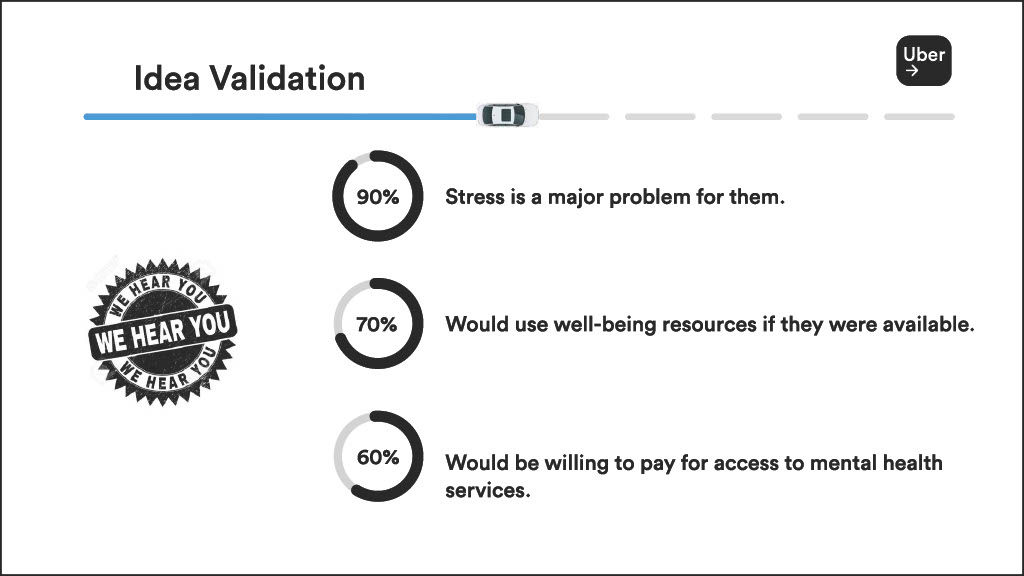 Idea Validation
Uber
90%
Stress is a major problem for them.
WE HEAR YOU
WE HEAR YOU
WE HEAR YOU
70%
Would use well-being resources if they were available.
60%
Would be willing to pay for access to mental health
services.